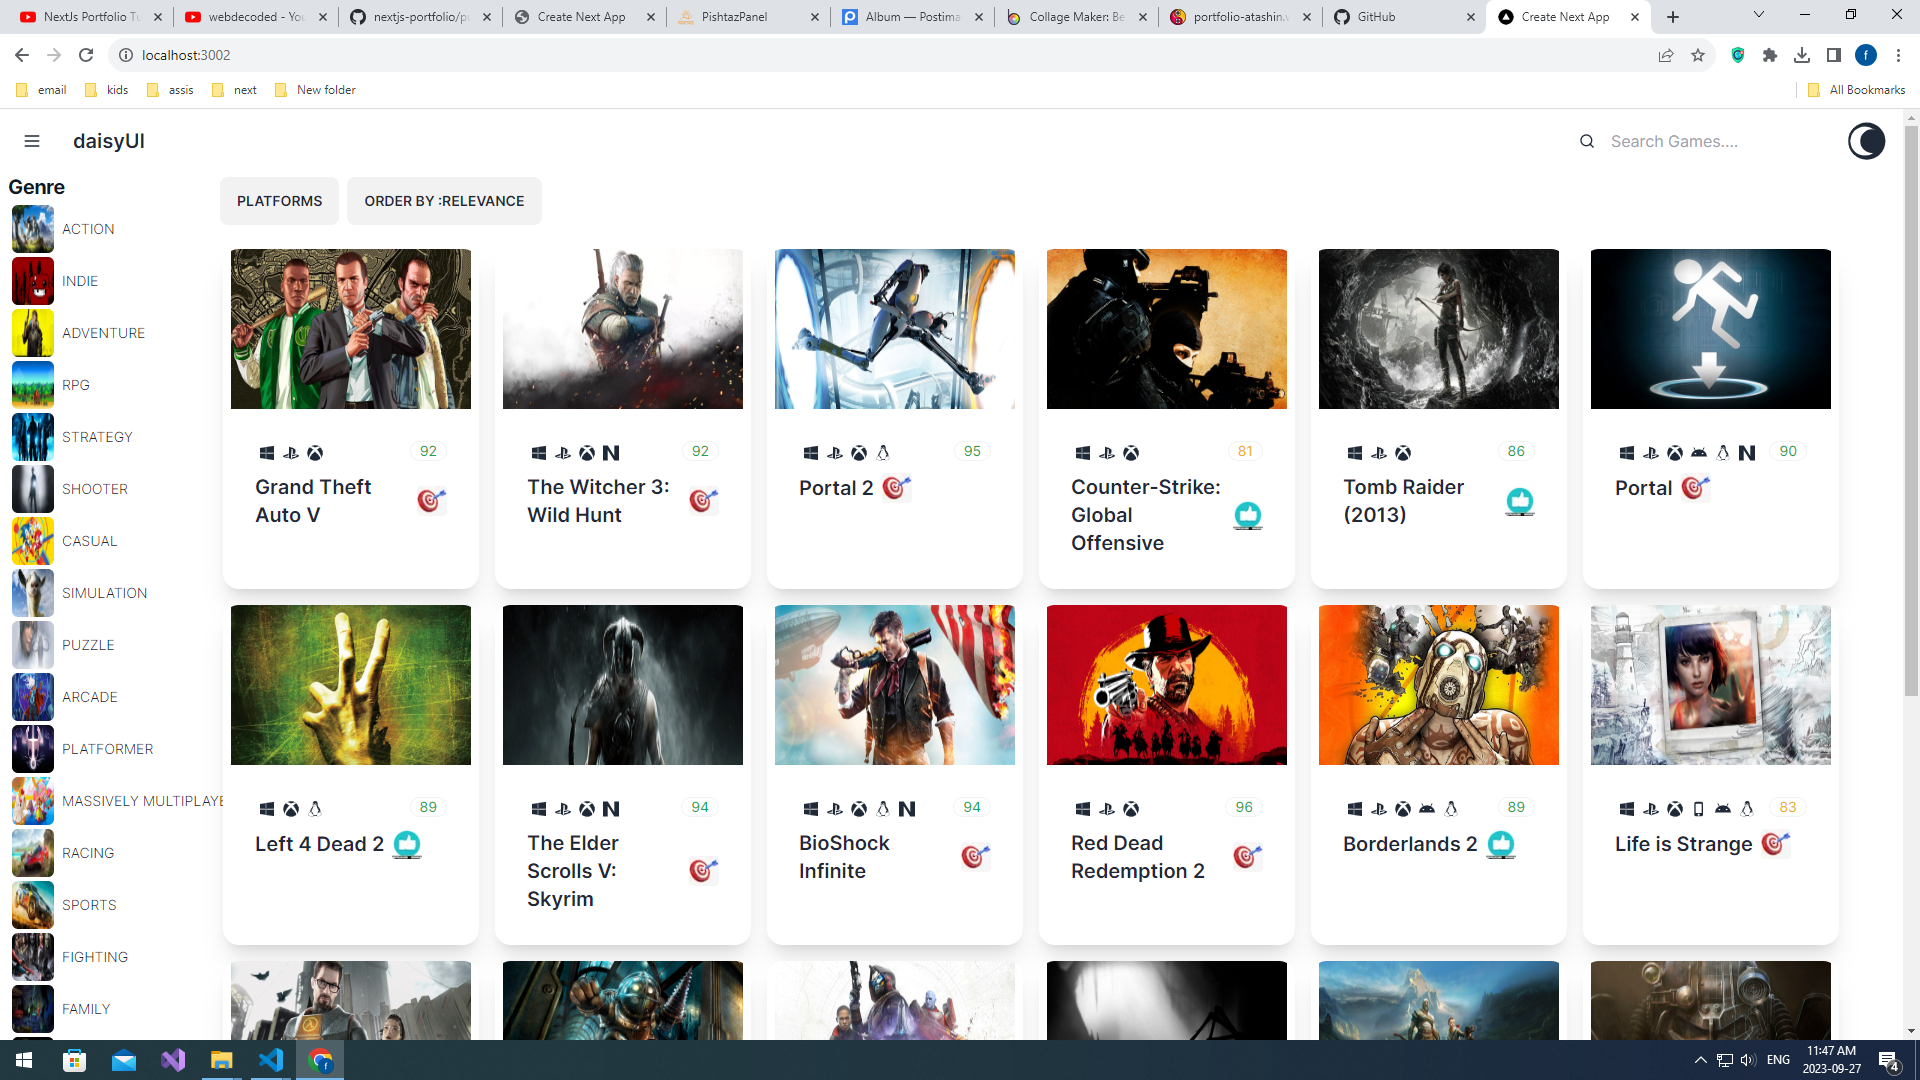 NextJs Portfolio Tu
webdecoded - You
nextjs-portfolio/pu
Create Next App
PishtazPanel
Album — Postima
Collage Maker: Be
portfolio-atashin.v
GitHub
Create Next App
localhost:3002
f
email
kids
assis
next
New folder
All Bookmarks
daisyUI
Search Games....
Genre
ACTION
INDIE
ADVENTURE
RPG
STRATEGY
SHOOTER
CASUAL
SIMULATION
PUZZLE
ARCADE
PLATFORMER
MASSIVELY MULTIPLAYE
RACING
SPORTS
FIGHTING
FAMILY
PLATFORMS
ORDER BY :RELEVANCE
92
Grand Theft
Auto V
92
The Witcher 3:
Wild Hunt
95
Portal 2
81
Counter-Strike:
Global
Offensive
86
Tomb Raider
(2013)
90
Portal
89
Left 4 Dead 2
94
The Elder
Scrolls V:
Skyrim
94
BioShock
Infinite
96
Red Dead
Redemption 2
89
Borderlands 2
83
Life is Strange
ENG
11:47 AM
2023-09-27
4